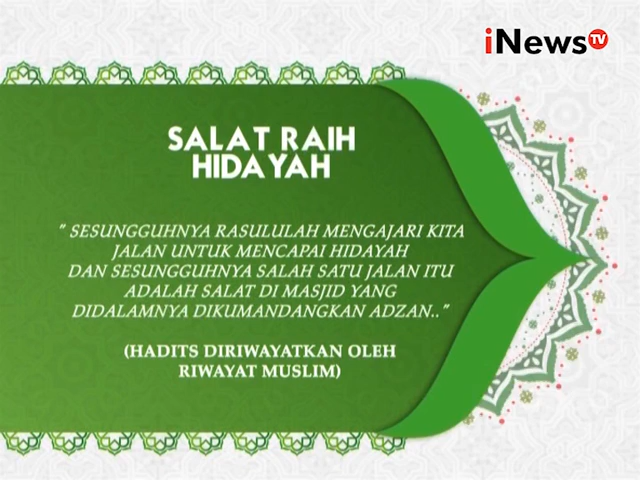 iNews TV
SALAT RAIH
HIDAYAH
" SESUNGGUHNYA RASULULAH MENGAJARI KITA
JALAN UNTUK MENCAPAI HIDAYAH
DAN SESUNGGUHNYA SALAH SATU JALAN ITU
ADALAH SALAT DI MASJID YANG
DIDALAMNYA DIKUMANDANGKAN ADZAN.."
(HADITS DIRIWAYATKAN OLEH
RIWAYAT MUSLIM)